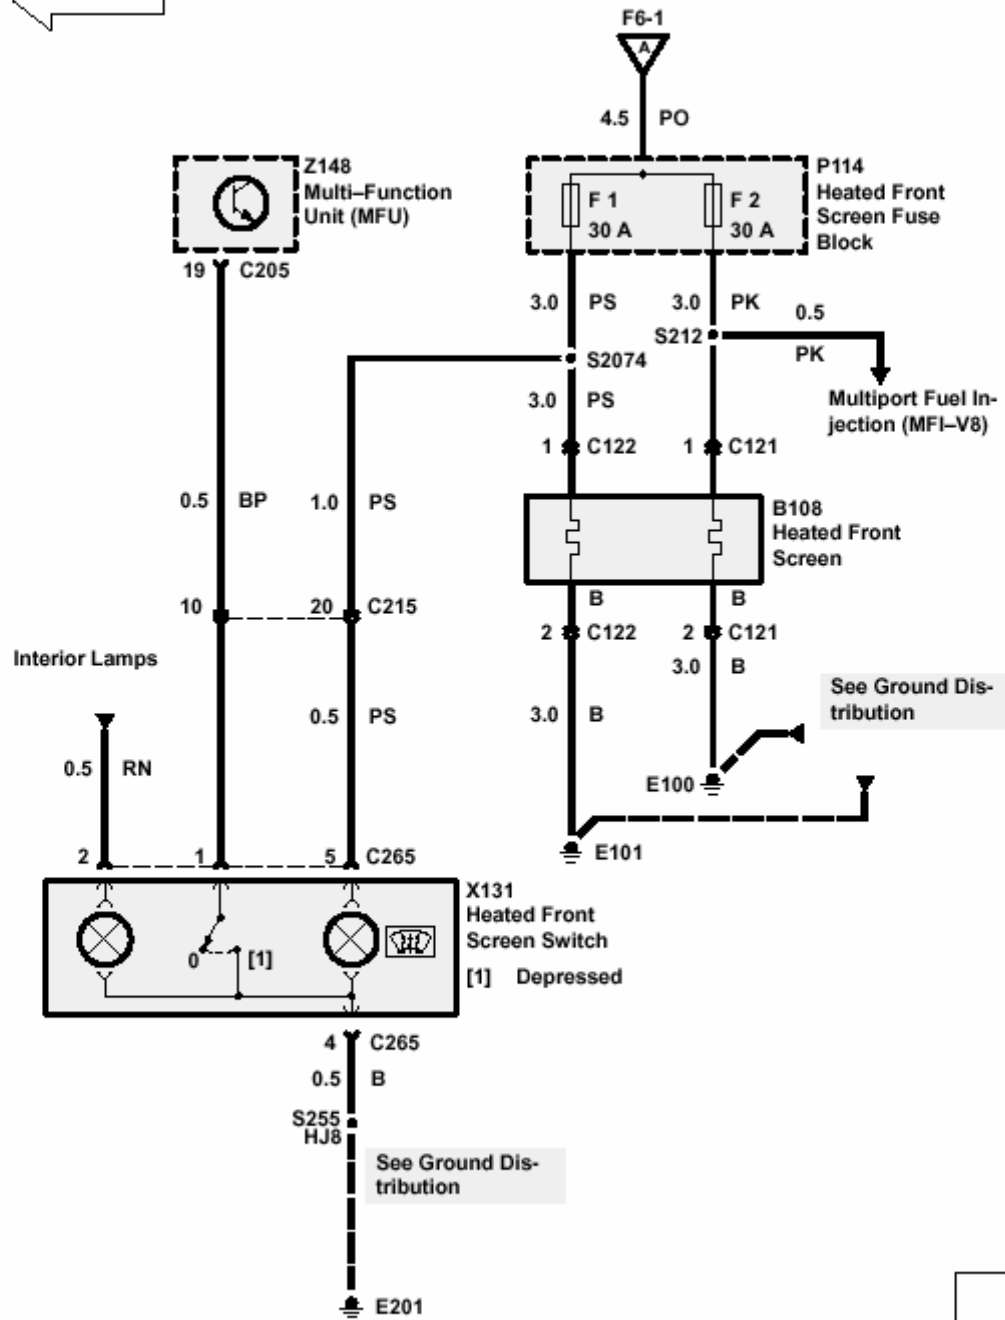 F6-1
A
4.5 PO
Z148
Multi–Function
Unit (MFU)
P114
Heated Front
Screen Fuse
Block
F 1
30 A
F 2
30 A
19 C205
3.0 PS
3.0 PK
0.5
PK
S212
S2074
Multiport Fuel In-
jection (MFI–V8)
3.0 PS
1 C122
1 C121
0.5 BP
1.0 PS
B108
Heated Front
Screen
B
B
10
20 C215
2 C122
2 C121
Interior Lamps
3.0 B
See Ground Dis-
tribution
0.5 PS
3.0 B
0.5 RN
E100
E101
2
1
5 C265
X131
Heated Front
Screen Switch
[1] Depressed
0
[1]
4 C265
0.5 B
S255
HJ8
See Ground Dis-
tribution
E201